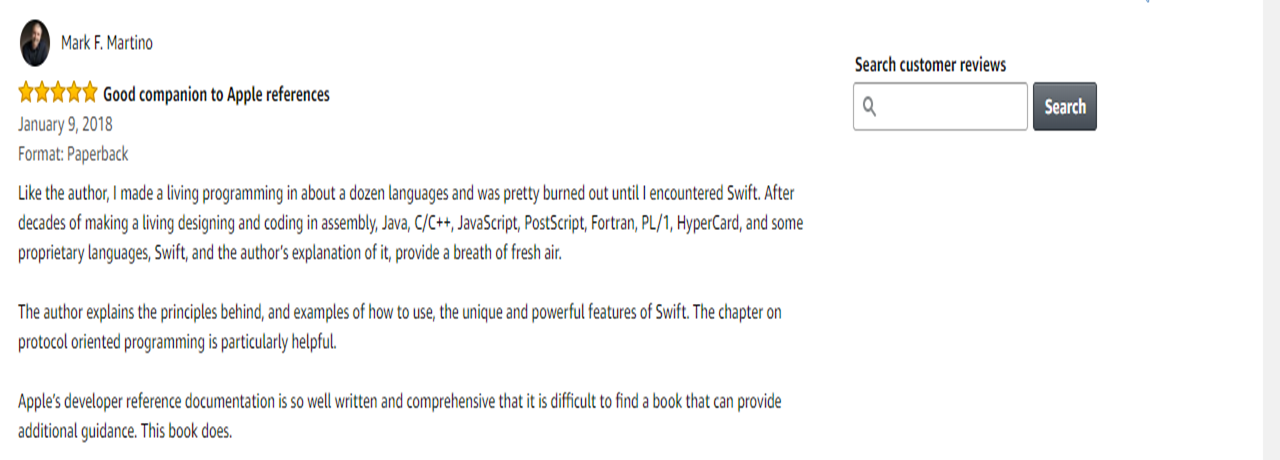 Mark F. Martino
Good companion to Apple references
January 9, 2018
Format: Paperback
Like the author, I made a living programming in about a dozen languages and was pretty burned out until I encountered Swift. After
decades of making a living designing and coding in assembly, Java, C/C++, JavaScript, PostScript, Fortran, PL/1, HyperCard, and some
proprietary languages, Swift, and the author's explanation of it, provide a breath of fresh air.
The author explains the principles behind, and examples of how to use, the unique and powerful features of Swift. The chapter on
protocol oriented programming is particularly helpful.
Apple's developer reference documentation is so well written and comprehensive that it is difficult to find a book that can provide
additional guidance. This book does.
Search customer reviews
Search